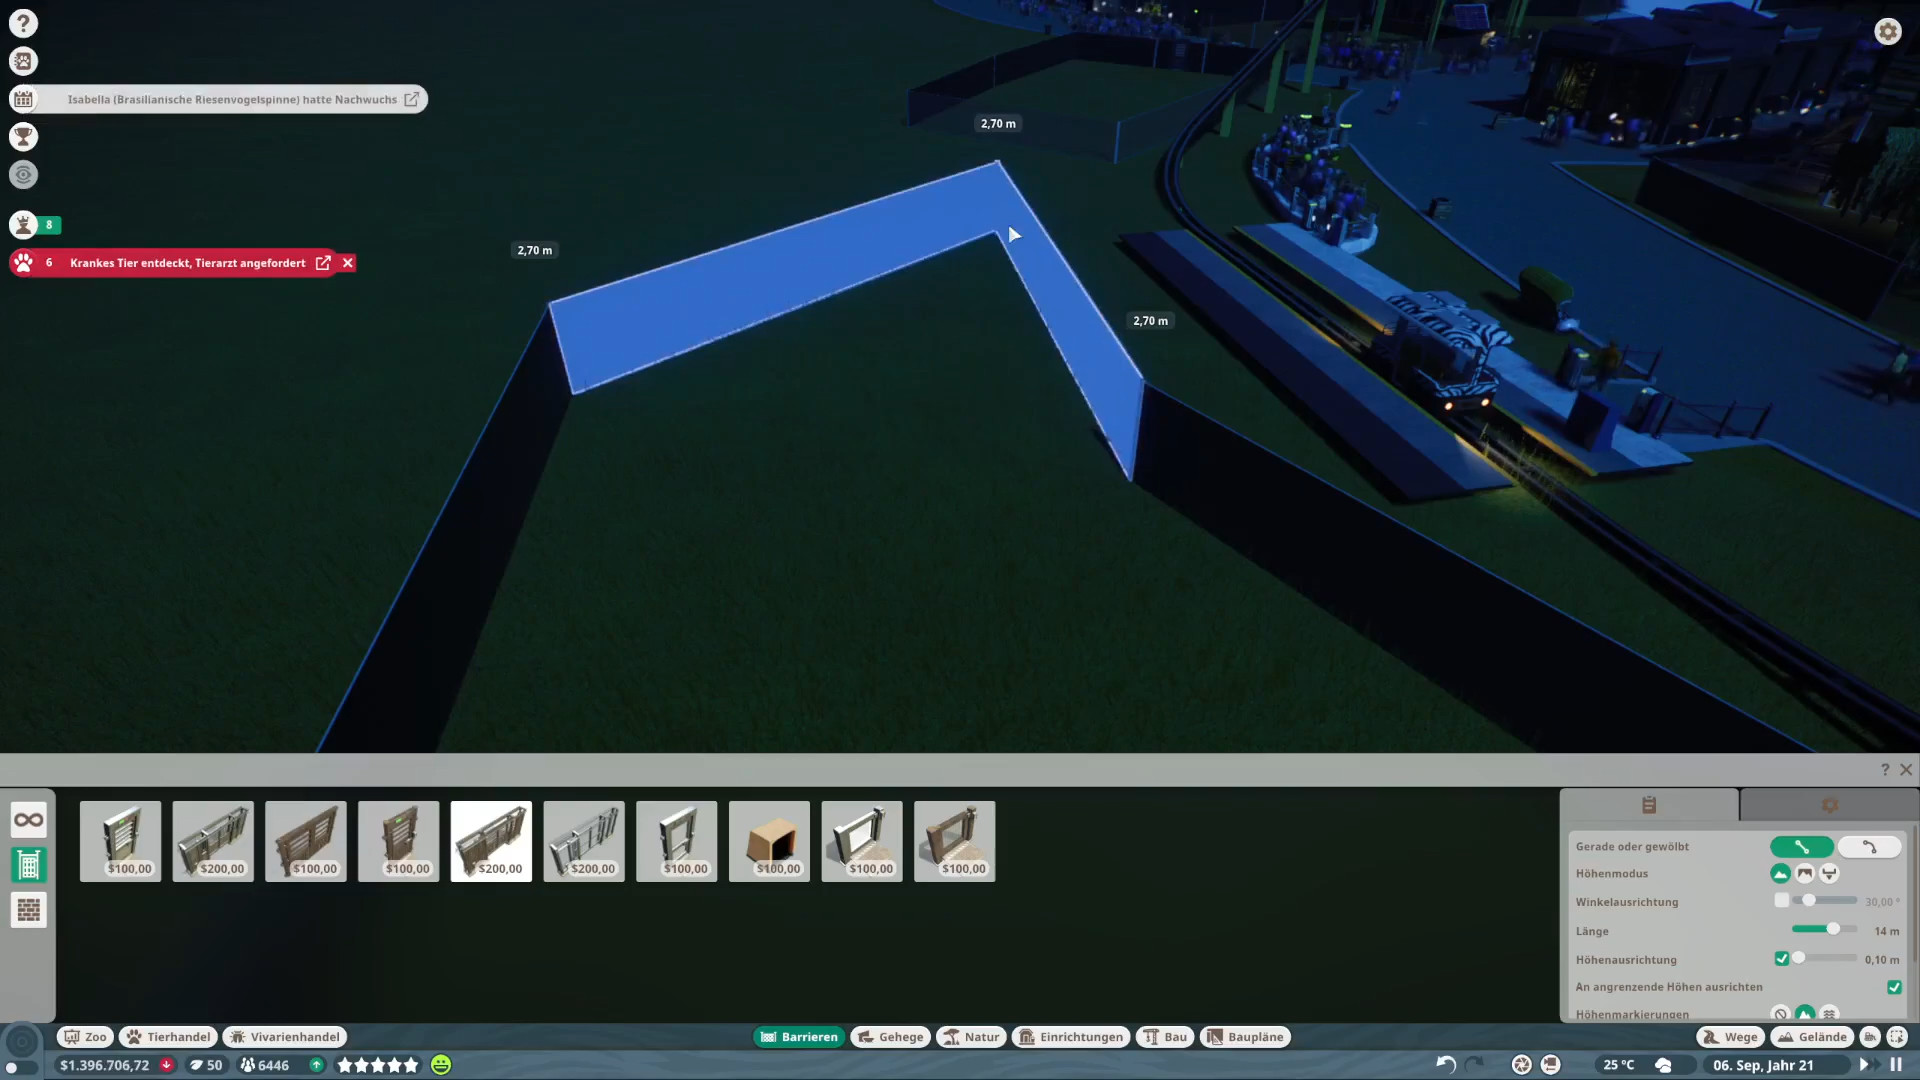 ?
Isabella (Brasilianische Riesenvogelspinne) hatte Nachwuchs
8
6 Krankes Tier entdeckt, Tierarzt angefordert
2,70 m
2,70 m
2,70 m
?
$100,00 $200,00 $100,00 $100,00 $200,00 $200,00 $100,00 $100,00 $100,00 $100,00
Gerade oder gewölbt
Höhenmodus
Winkelausrichtung 30,00 °
Länge 14 m
Höhenausrichtung 0,10 m
An angrenzende Höhen ausrichten
Höhenmarkierungen
Zoo Tierhandel Vivarienhandel Barrieren Gehege Natur Einrichtungen Bau Baupläne Wege Gelände
$1.396.706,72 50 6446 25 °C 06. Sep, Jahr 21